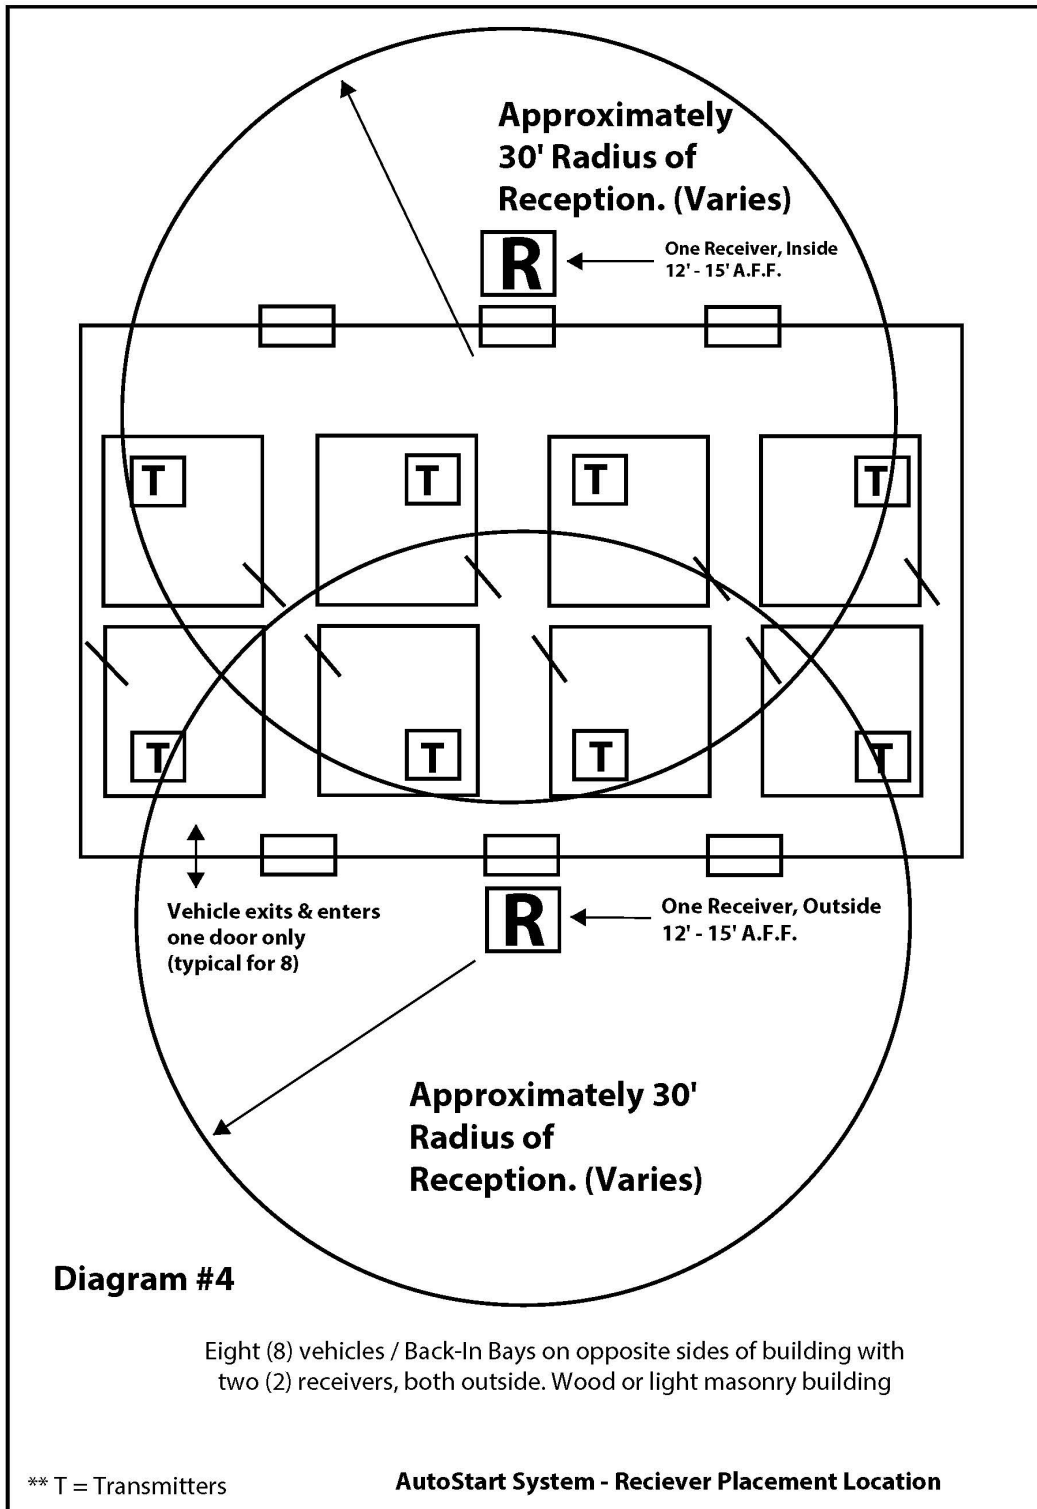 Approximately
30' Radius of
Reception. (Varies)
R
One Receiver, Inside
12' - 15' A.F.F.
T
T
T
T
T
T
T
T
Vehicle exits & enters
one door only
(typical for 8)
R
One Receiver, Outside
12' - 15' A.F.F.
Approximately 30'
Radius of
Reception. (Varies)
Diagram #4
Eight (8) vehicles / Back-In Bays on opposite sides of building with
two (2) receivers, both outside. Wood or light masonry building
** T = Transmitters
AutoStart System - Reciever Placement Location